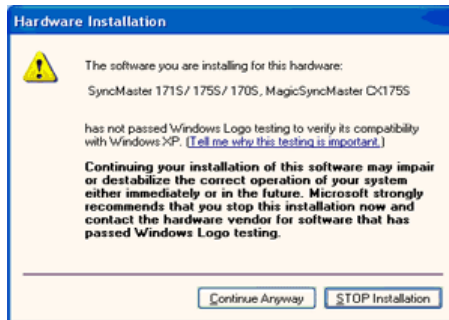 Hardware Installation
The software you are installing for this hardware:
SyncMaster 171S/ 175S/ 170S, MagicSyncMaster CX175S
has not passed Windows Logo testing to verify its compatibility
with Windows XP. (Tell me why this testing is important.)
Continuing your installation of this software may impair
or destabilize the correct operation of your system
either immediately or in the future. Microsoft strongly
recommends that you stop this installation now and
contact the hardware vendor for software that has
passed Windows Logo testing.
Continue Anyway
STOP Installation